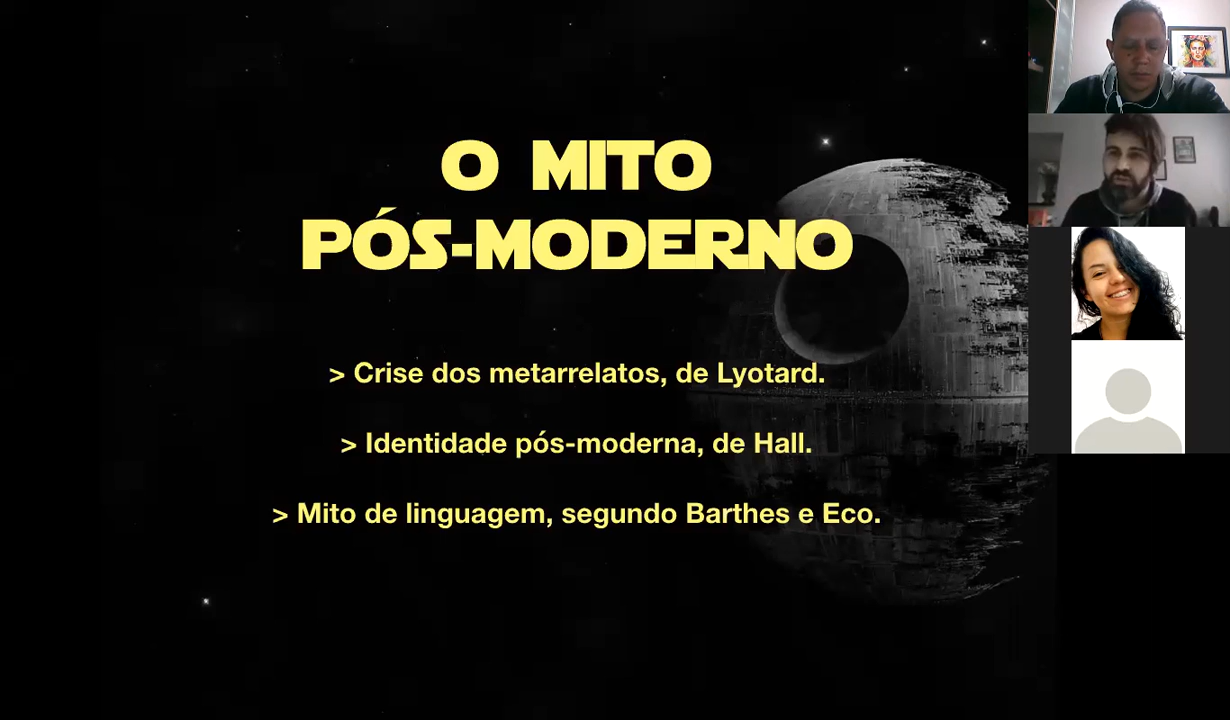 O MITO
PÓS-MODERNO
> Crise dos metarrelatos, de Lyotard.
> Identidade pós-moderna, de Hall.
> Mito de linguagem, segundo Barthes e Eco.